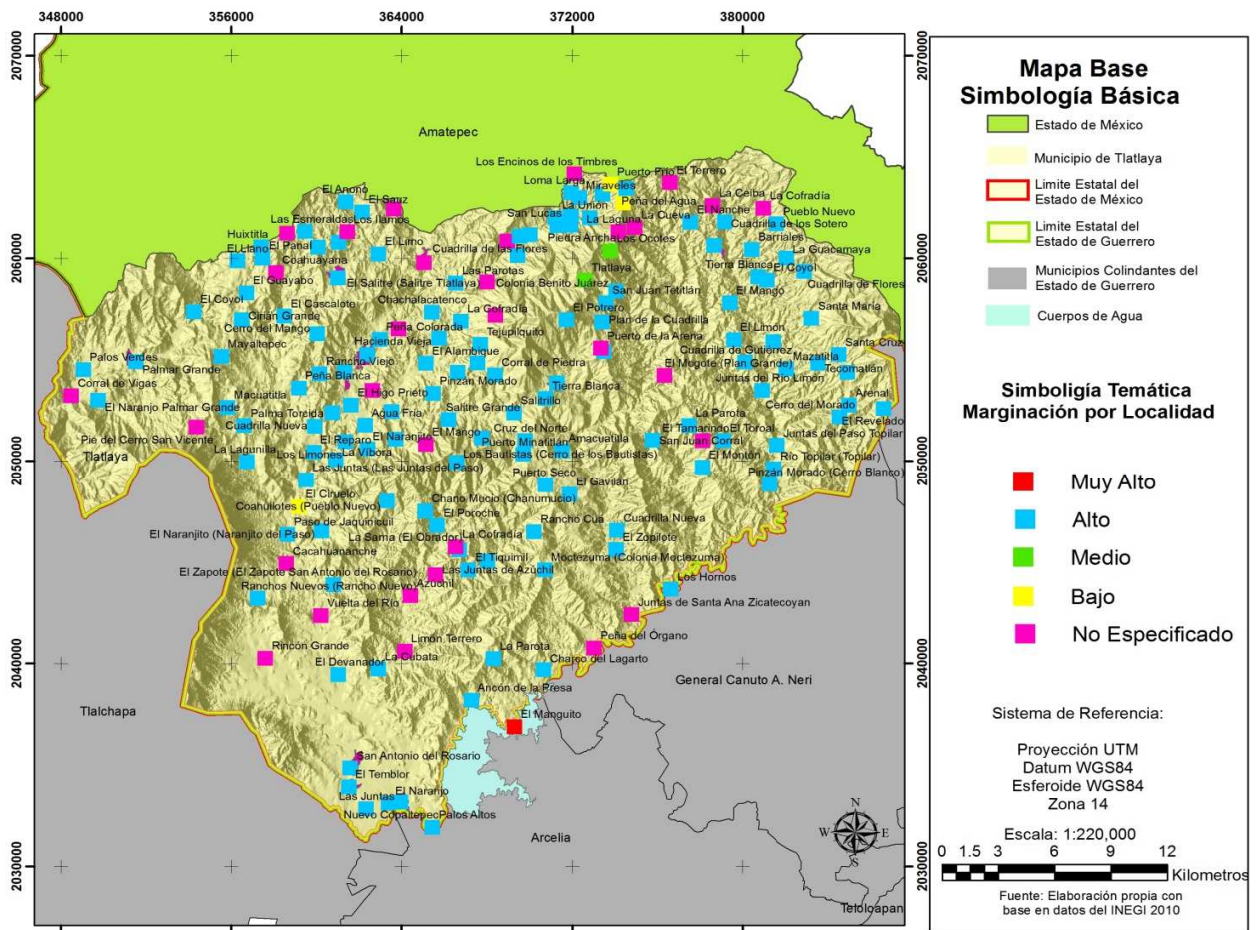 348000 356000 364000 372000 380000
2070000 2070000
Amatepec
Los Encinos de los Timbres
Puerto Frío El Terrero
Loma Larga Miraveles
El Anono
El Sauz
La Unión Peña del Agua
La Ceiba La Cofradía
San Lucas La Laguna La Cueva El Nanche Pueblo Nuevo
Las Esmeraldas Los Ilamos
Cuadrilla de los Sotero
Huixtitla
El Llano El Panal El Limo Cuadrilla de las Flores Piedra Ancha Los Ocotes Barriales
2060000 2060000
Coahuayana La Guacamaya
El Guayabo El Salitre (Salitre Tlatlaya) Las Parotas Tlatlaya Tierra Blanca El Coyol
Colonia Benito Juárez
San Juan Tetitlán El Mango Cuadrilla de Flores
El Coyol El Cascalote Chachalacatenco La Cofradía El Potrero
Cirián Grande Plan de la Cuadrilla Santa María
Cerro del Mango Peña Colorada Tejupilquito Puerto de la Arena El Limón
Mayaltepec Hacienda Vieja El Alambique Cuadrilla de Gutiérrez Santa Cruz
Palos Verdes Rancho Viejo Corral de Piedra El Mogote (Plan Grande) Mazatitla
Palmar Grande Peña Blanca Pinzán Morado Juntas del Río Limón Tecomatlán
Corral de Vigas Macuatitla El Higo Prieto Tierra Blanca
Salitrillo Cerro del Morado Arenal
El Naranjo Palmar Grande Palma Torcida Agua Fría Salitre Grande La Parota El Revelado
Cuadrilla Nueva El Mango Cruz del Norte El Tamarindo El Toroal
Pie del Cerro San Vicente El Reparo El Naranjito Puerto Minatitlán Amacuatitla San Juan Corral Juntas del Paso Topilar
2050000 2050000
Tlatlaya La Lagunilla Los Limones La Víbora Los Bautistas (Cerro de los Bautistas) El Montón Río Topilar (Topilar)
Las Juntas (Las Juntas del Paso) Puerto Seco Pinzán Morado (Cerro Blanco)
El Ciruelo El Gavilán
Coahuilotes (Pueblo Nuevo) Chano Mucio (Chanumucio)
Paso de Jaquinicuil El Poroche
El Naranjito (Naranjito del Paso) La Sama (El Obrador) La Cofradía Rancho Cua Cuadrilla Nueva
El Zopilote
Cacahuananche El Tiquimil Moctezuma (Colonia Moctezuma)
El Zapote (El Zapote San Antonio del Rosario) Las Juntas de Azúchil
Ranchos Nuevos (Rancho Nuevo) Azúchil Los Hornos
Vuelta del Río Juntas de Santa Ana Zicatecoyan
Rincón Grande Limón Terrero Peña del Órgano
2040000 2040000
El Devanador La Cubata La Parota Charco del Lagarto
General Canuto A. Neri
Tlalchapa Ancón de la Presa
El Manguito
San Antonio del Rosario
El Temblor
Las Juntas El Naranjo
Nuevo Copaltepec Palos Altos
Arcelia
2030000 2030000
Teloloapan
348000 356000 364000 372000 380000
N
W E
S
Mapa Base
Simbología Básica
Estado de México
Municipio de Tlatlaya
Limite Estatal del
Estado de México
Limite Estatal del
Estado de Guerrero
Municipios Colindantes del
Estado de Guerrero
Cuerpos de Agua
Simboligía Temática
Marginación por Localidad
Muy Alto
Alto
Medio
Bajo
No Especificado
Sistema de Referencia:
Proyección UTM
Datum WGS84
Esferoide WGS84
Zona 14
Escala: 1:220,000
0 1.5 3 6 9 12
Kilometros
Fuente: Elaboración propia con
base en datos del INEGI 2010